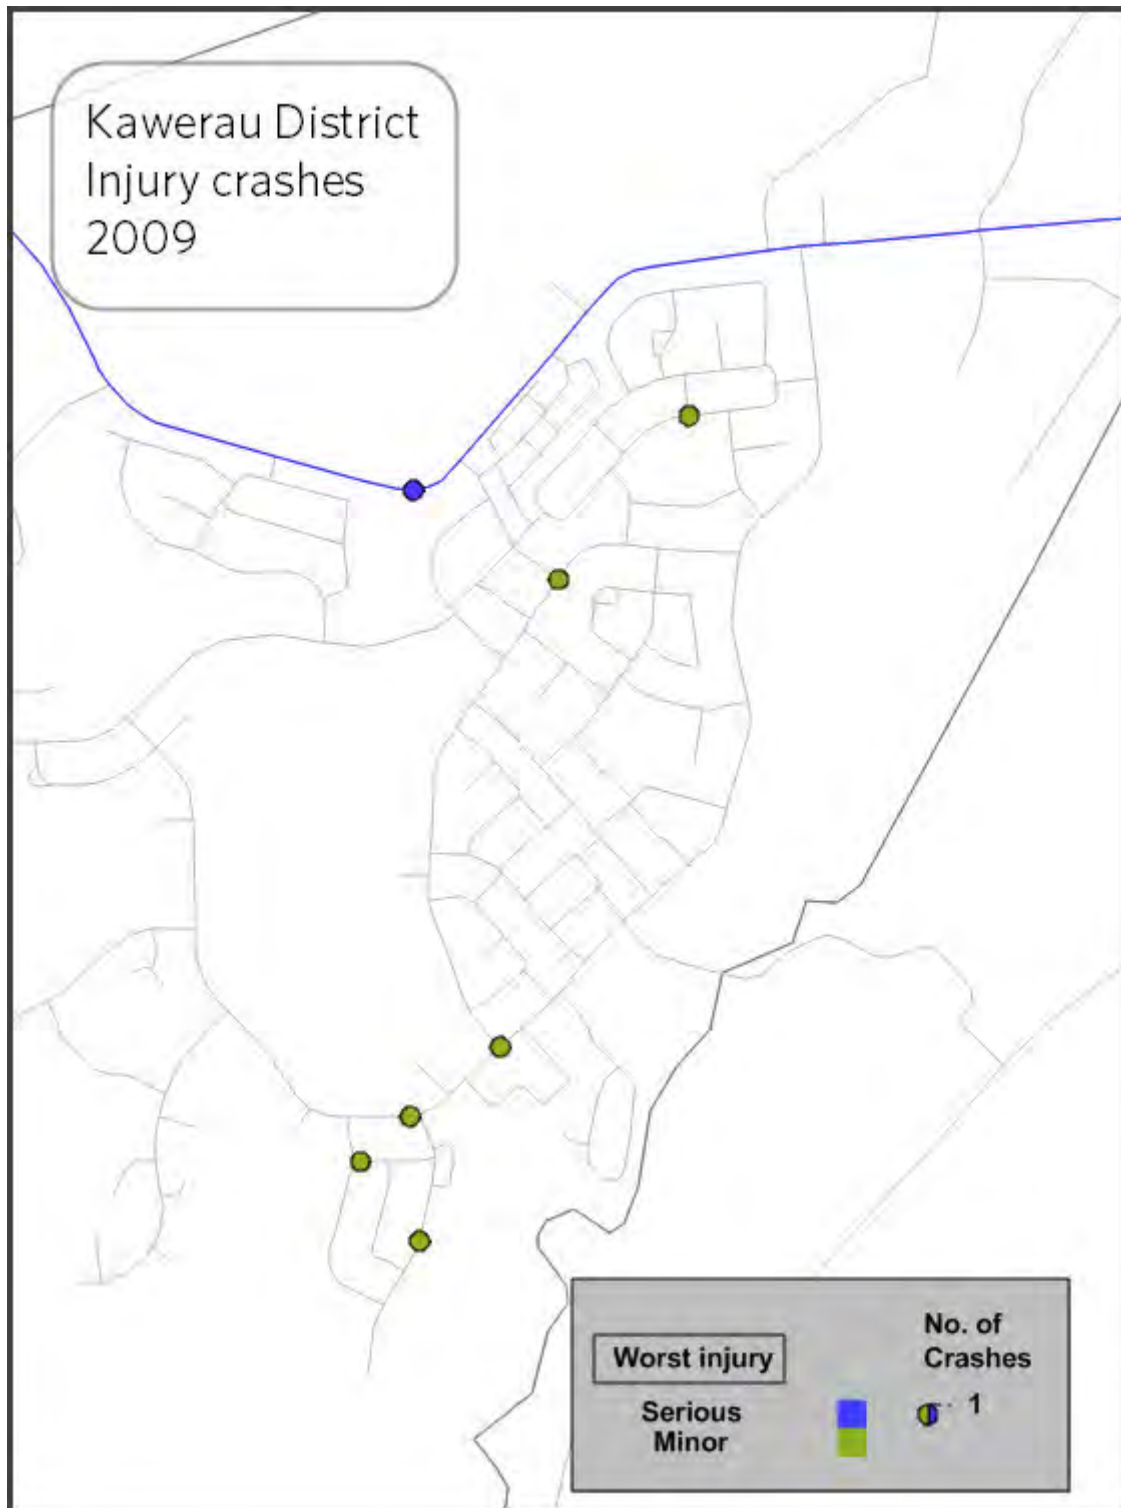 Kawerau District
Injury crashes
2009
No. of
Crashes
Worst injury
1
Serious
Minor